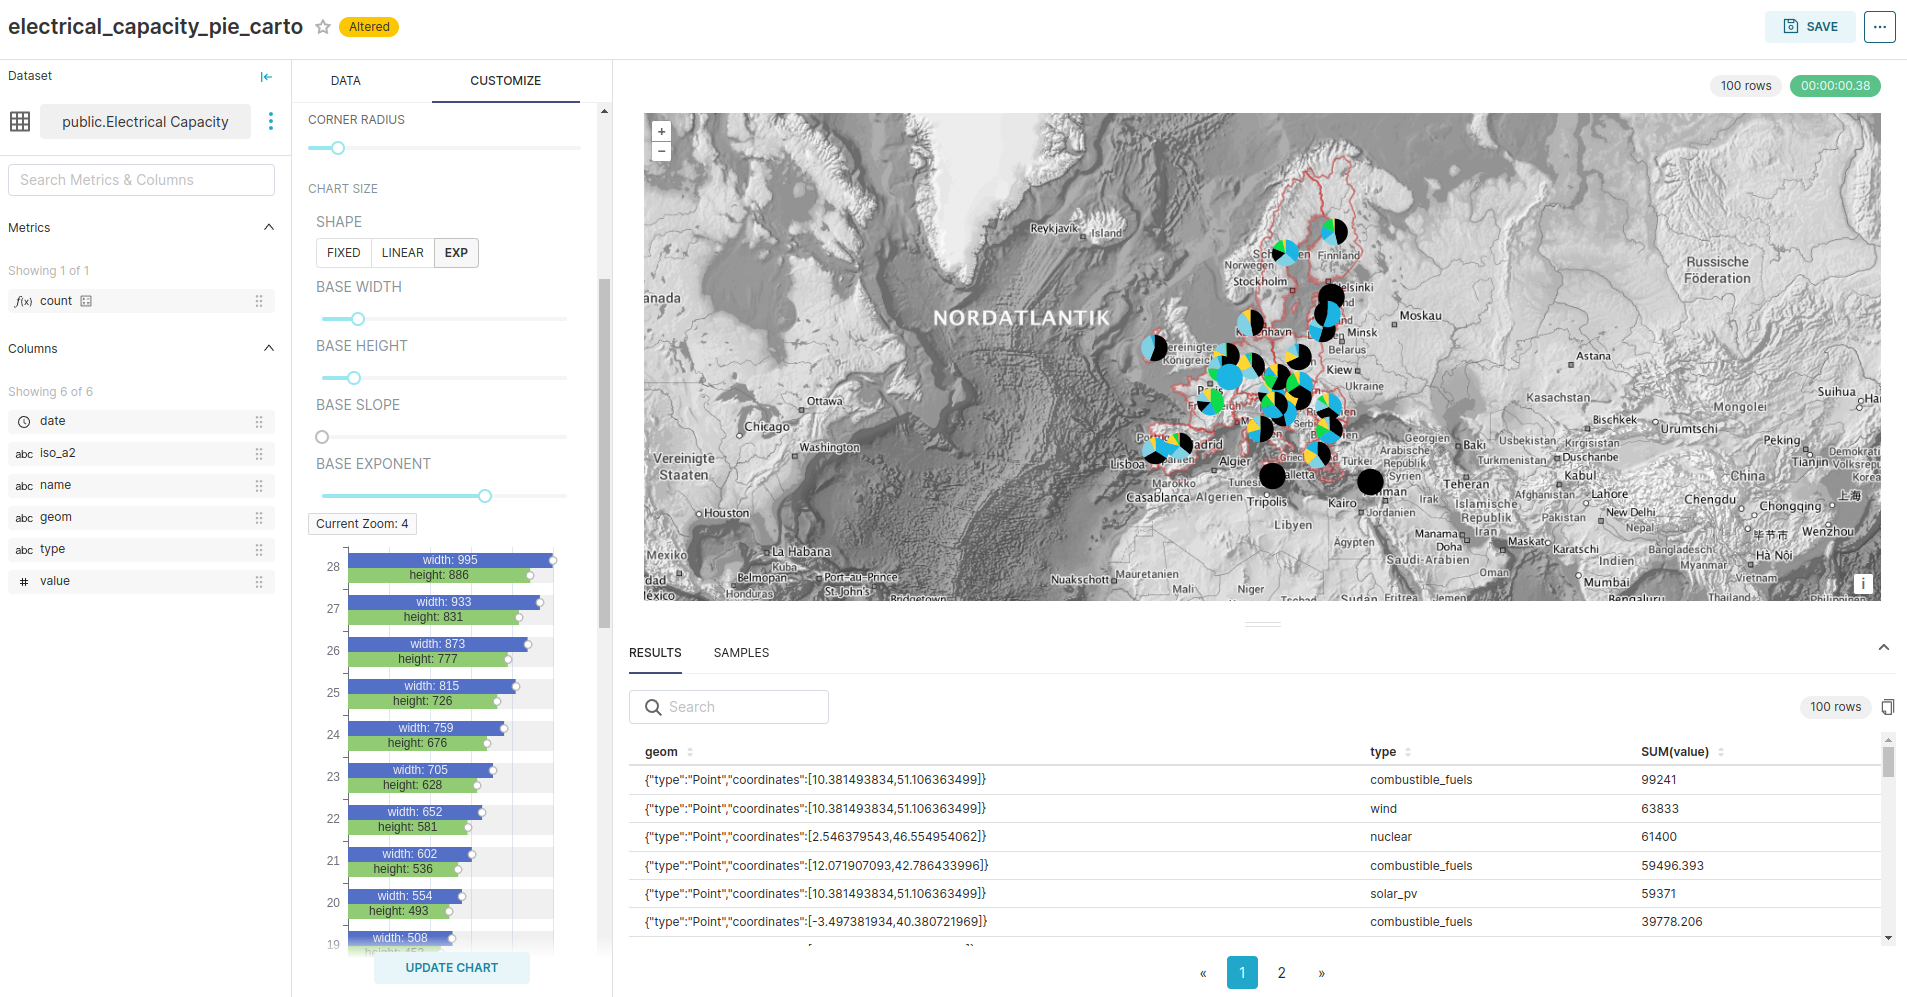 electrical_capacity_pie_carto
Altered
SAVE
...
Dataset
public.Electrical Capacity
Search Metrics & Columns
Metrics
Showing 1 of 1
f(x) count
Columns
Showing 6 of 6
date
abc iso_a2
abc name
abc geom
abc type
# value
DATA
CUSTOMIZE
CORNER RADIUS
CHART SIZE
SHAPE
FIXED
LINEAR
EXP
BASE WIDTH
BASE HEIGHT
BASE SLOPE
BASE EXPONENT
Current Zoom: 4
28
width: 995
height: 886
27
width: 933
height: 831
26
width: 873
height: 777
25
width: 815
height: 726
24
width: 759
height: 676
23
width: 705
height: 628
22
width: 652
height: 581
21
width: 602
height: 536
20
width: 554
height: 493
19
width: 508
UPDATE CHART
100 rows
00:00:00.38
+
−
Reykjavík
Island
Norwegen
Finnland
Stockholm
Russische
Föderation
anada
NORDATLANTIK
Moskau
Minsk
Belarus
Kiew
Ukraine
Astana
Kasachstan
Mongolei
Suihua
Ottawa
Chicago
Washington
Vereinigte
Staaten
Houston
Bischkek
Urumtschi
Usbekistan
Kirgisistan
Turkmenistan
Duschanbe
Peking
Tianjin
Georgien
Baku
Arabische
Republik
Syrien
Teheran
Kabul
Afghanistan
Lahore
China
Chengdu
Chongqing
上海
Lisboa
Algier
Marokko
Casablanca
Algerien
Tripolis
Kairo
Jordanien
Irak
Islamische
Republik
Iran
Pakistan
New Delhi
Nepal
Wenzhou
毕节市
Libyen
Ägypten
Manama
Doha
Maskat
Karatschi
Saudi-Arabien
Oman
Indien
Bangladesch
Myanmar
Hà Nội
Vietnam
Mexiko
La Habana
Kuba
Belmopan
Port-au-Prince
Honduras
St.John's
Bridgetown
Nuakschott
Mauretanien
Mali
Niger
Tschad
Sudan
Eritrea
Jemen
Mumbai
Bengaluru
Thailand
Philippinen
i
RESULTS
SAMPLES
Search
100 rows
geom
type
SUM(value)
{"type":"Point","coordinates":[10.381493834,51.106363499]}
combustible_fuels
99241
{"type":"Point","coordinates":[10.381493834,51.106363499]}
wind
63833
{"type":"Point","coordinates":[2.546379543,46.554954062]}
nuclear
61400
{"type":"Point","coordinates":[12.071907093,42.786433996]}
combustible_fuels
59496.393
{"type":"Point","coordinates":[10.381493834,51.106363499]}
solar_pv
59371
{"type":"Point","coordinates":[-3.497381934,40.380721969]}
combustible_fuels
39778.206
«
1
2
»